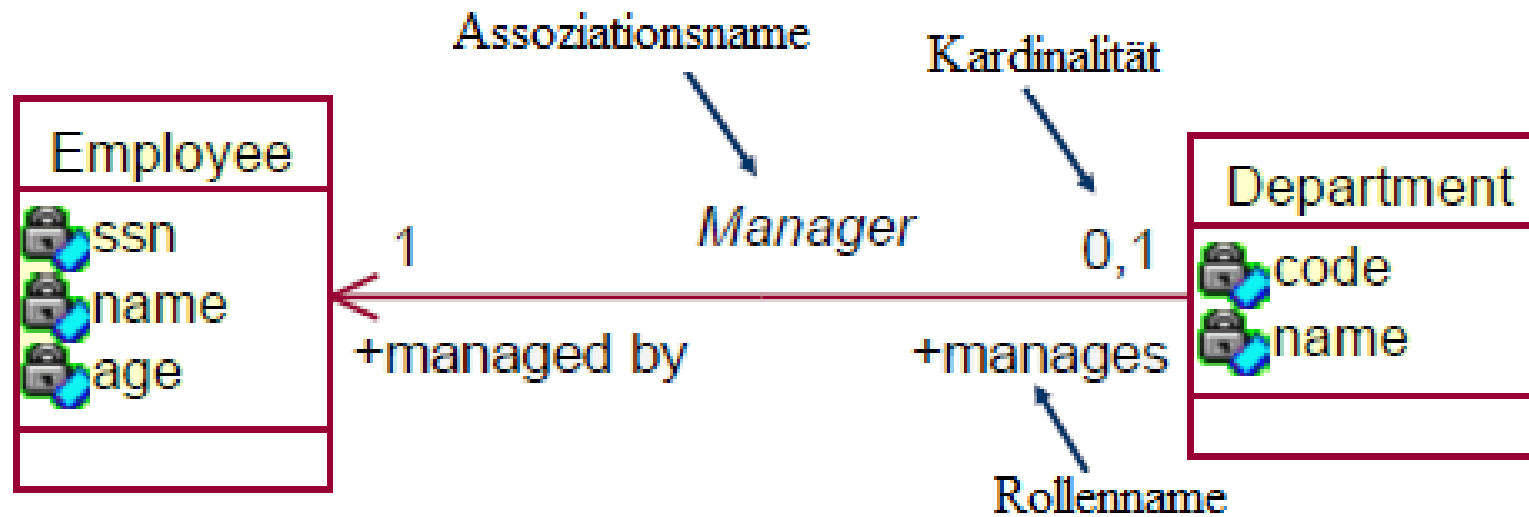 Assoziationsname
Kardinalität
Employee
ssn
name
age
1
Manager
0,1
+managed by
+manages
Department
code
name
Rollenname